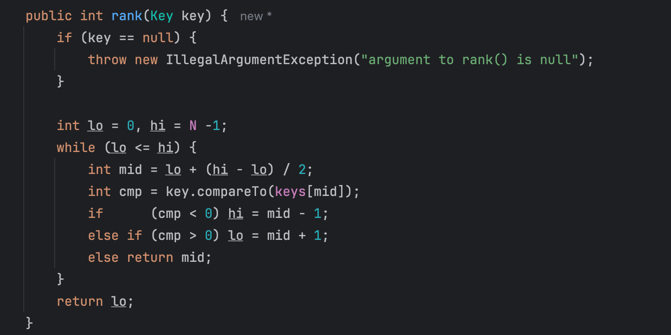 public int rank(Key key) {  new *
    if (key == null) {
        throw new IllegalArgumentException("argument to rank() is null");
    }

    int lo = 0, hi = N -1;
    while (lo <= hi) {
        int mid = lo + (hi - lo) / 2;
        int cmp = key.compareTo(keys[mid]);
        if      (cmp < 0) hi = mid - 1;
        else if (cmp > 0) lo = mid + 1;
        else return mid;
    }
    return lo;
}